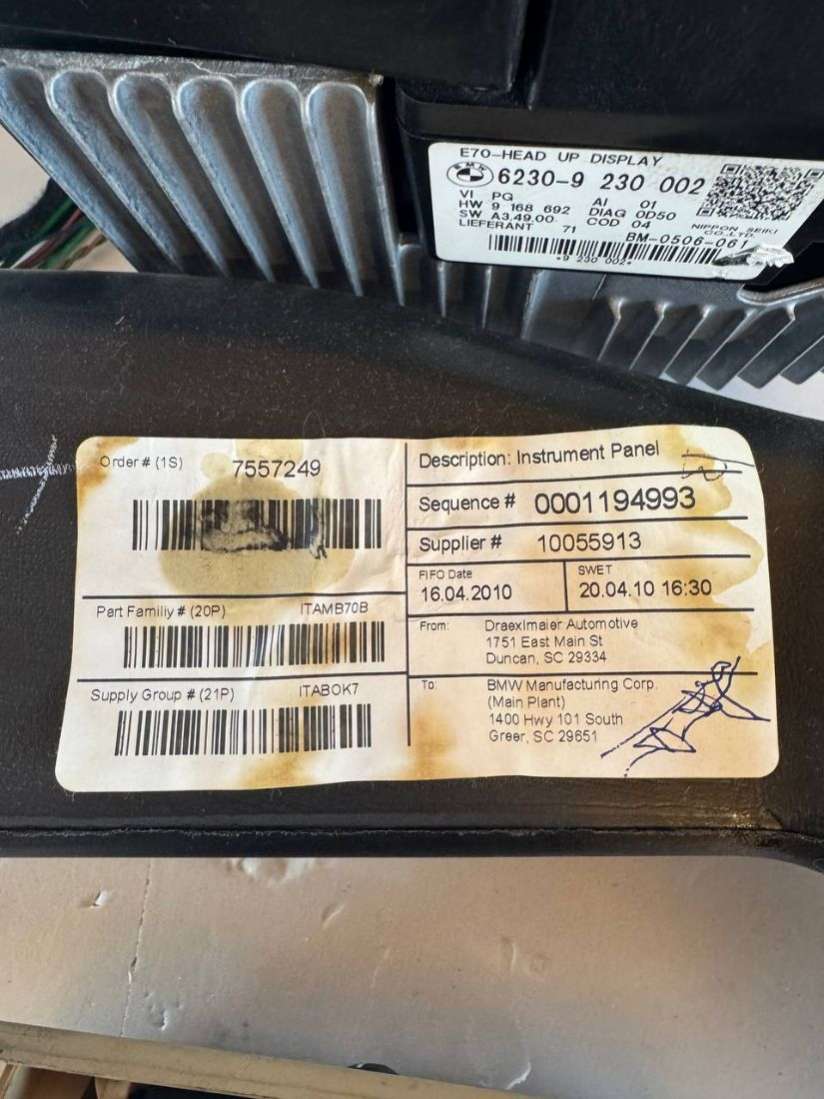 E70-HEAD UP DISPLAY
BMW 6230-9 230 002
VI PG AI 01
HW 9 168 692 DIAG 0D50
SW A3,49,00 COD 04
LIEFERANT 71
NIPPON SEIKI
CO.,LTD.
BM-0506-061
*9 230 002*
Order # (1S) 7557249
Part Familiy # (20P) ITAMB70B
Supply Group # (21P) ITABOK7
Description: Instrument Panel
Sequence # 0001194993
Supplier # 10055913
FIFO Date
16.04.2010
SWET
20.04.10 16:30
From: Draexlmaier Automotive
1751 East Main St
Duncan, SC 29334
To: BMW Manufacturing Corp.
(Main Plant)
1400 Hwy 101 South
Greer, SC 29651